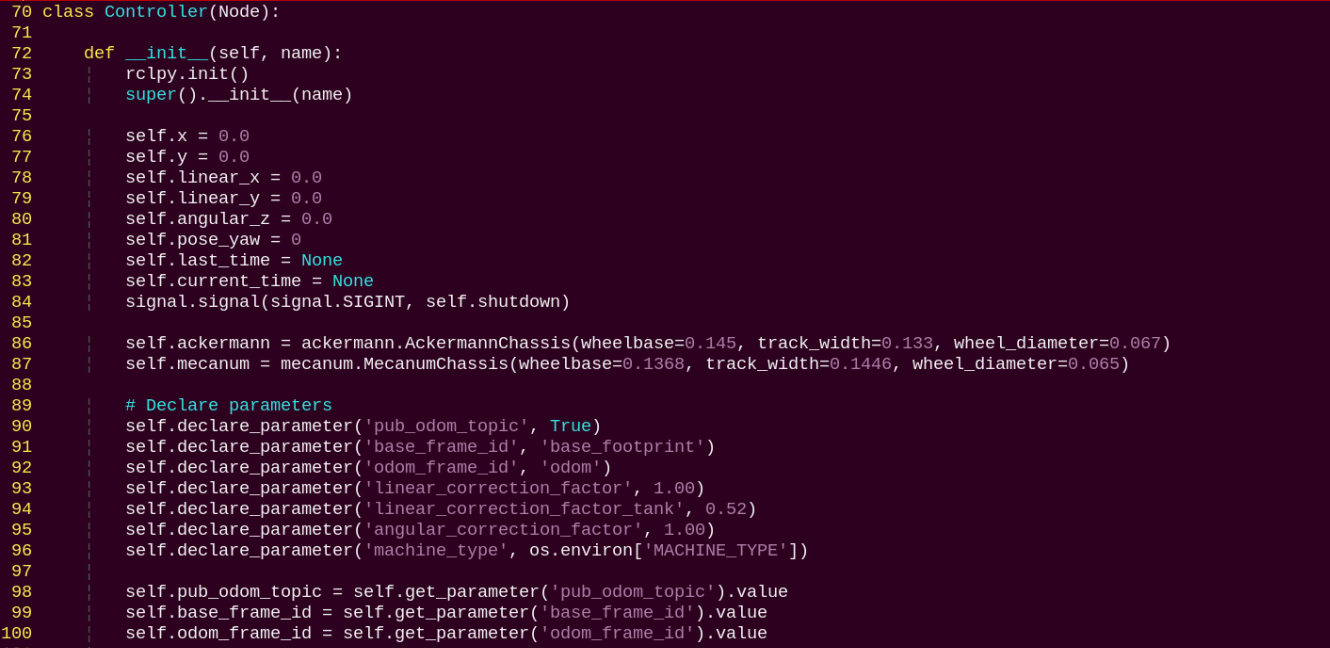 70 class Controller(Node):
71
72     def __init__(self, name):
73         rclpy.init()
74         super().__init__(name)
75
76         self.x = 0.0
77         self.y = 0.0
78         self.linear_x = 0.0
79         self.linear_y = 0.0
80         self.angular_z = 0.0
81         self.pose_yaw = 0
82         self.last_time = None
83         self.current_time = None
84         signal.signal(signal.SIGINT, self.shutdown)
85
86         self.ackermann = ackermann.AckermannChassis(wheelbase=0.145, track_width=0.133, wheel_diameter=0.067)
87         self.mecanum = mecanum.MecanumChassis(wheelbase=0.1368, track_width=0.1446, wheel_diameter=0.065)
88
89         # Declare parameters
90         self.declare_parameter('pub_odom_topic', True)
91         self.declare_parameter('base_frame_id', 'base_footprint')
92         self.declare_parameter('odom_frame_id', 'odom')
93         self.declare_parameter('linear_correction_factor', 1.00)
94         self.declare_parameter('linear_correction_factor_tank', 0.52)
95         self.declare_parameter('angular_correction_factor', 1.00)
96         self.declare_parameter('machine_type', os.environ['MACHINE_TYPE'])
97
98         self.pub_odom_topic = self.get_parameter('pub_odom_topic').value
99         self.base_frame_id = self.get_parameter('base_frame_id').value
100         self.odom_frame_id = self.get_parameter('odom_frame_id').value